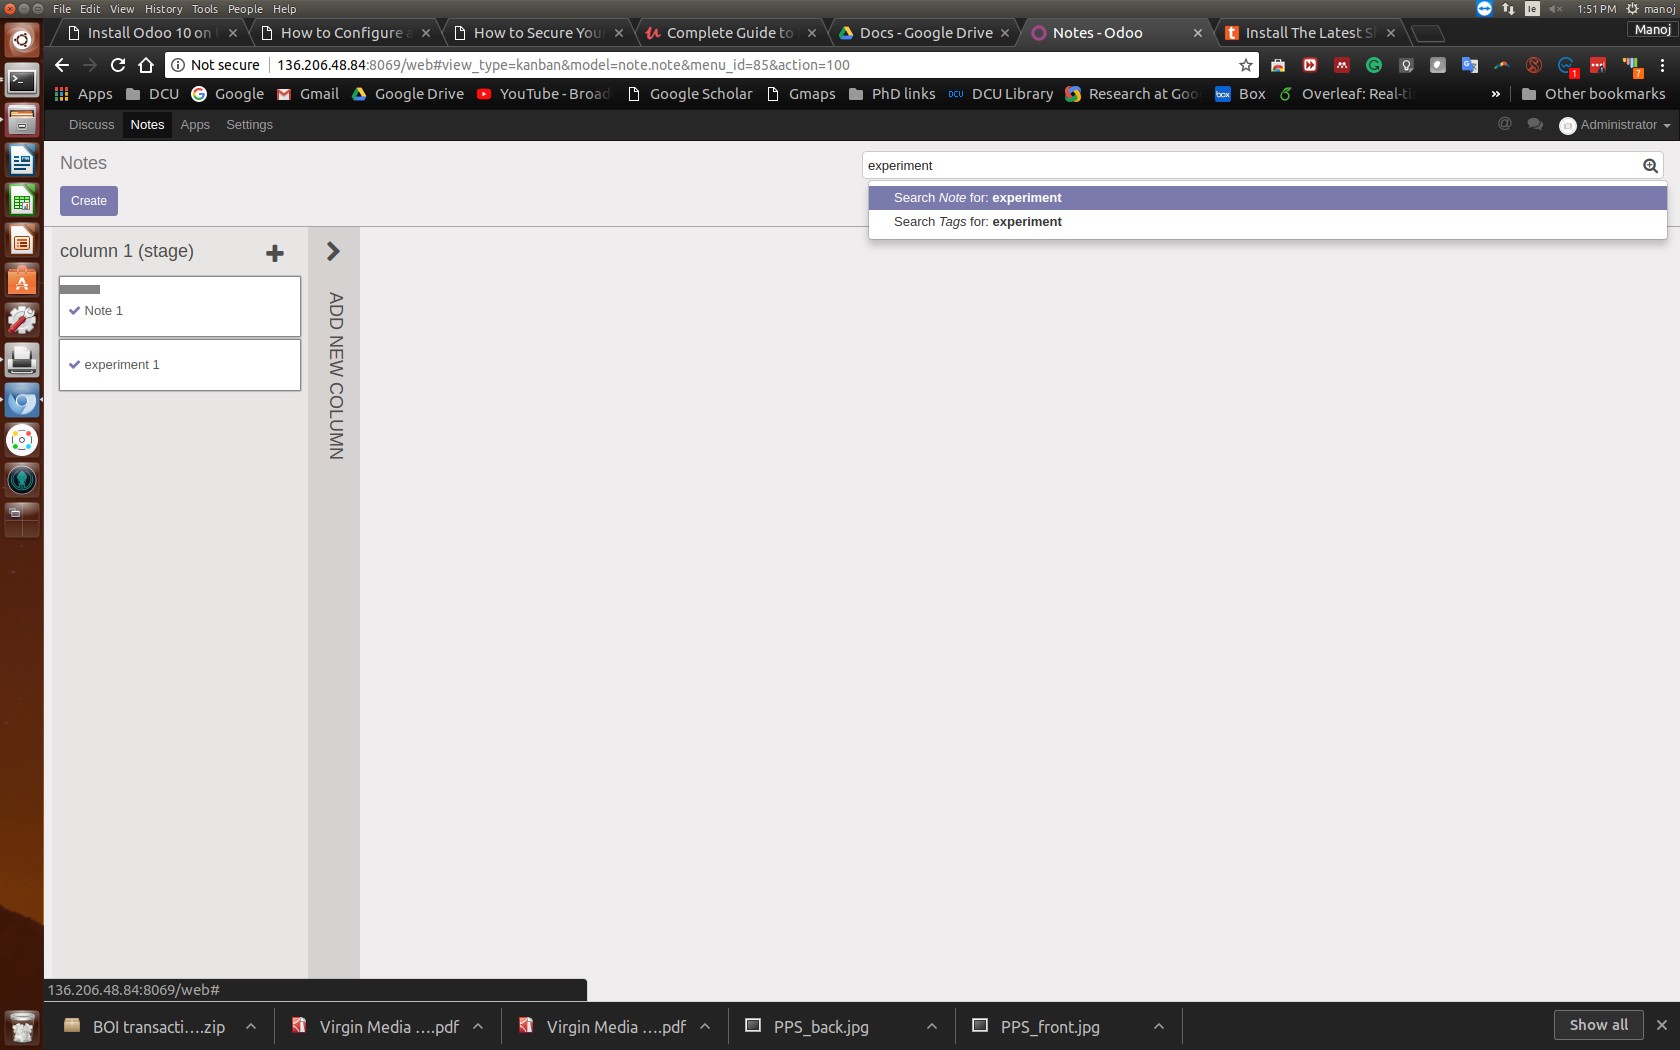 File Edit View History Tools People Help
1:51 PM manoj
Install Odoo 10 on
How to Configure a
How to Secure You
Complete Guide to
Docs - Google Drive
Notes - Odoo
Install The Latest S
Manoj
Not secure 136.206.48.84:8069/web#view_type=kanban&model=note.note&menu_id=85&action=100
1
7
Apps DCU Google Gmail Google Drive YouTube - Broad Google Scholar Gmaps PhD links DCU DCU Library Research at Goo box Box Overleaf: Real-ti » Other bookmarks
Discuss Notes Apps Settings
@ Administrator
Notes
experiment
Create
Search Note for: experiment
Search Tags for: experiment
column 1 (stage)
Note 1
experiment 1
ADD NEW COLUMN
136.206.48.84:8069/web#
BOI transacti....zip
Virgin Media ....pdf
Virgin Media ....pdf
PPS_back.jpg
PPS_front.jpg
Show all